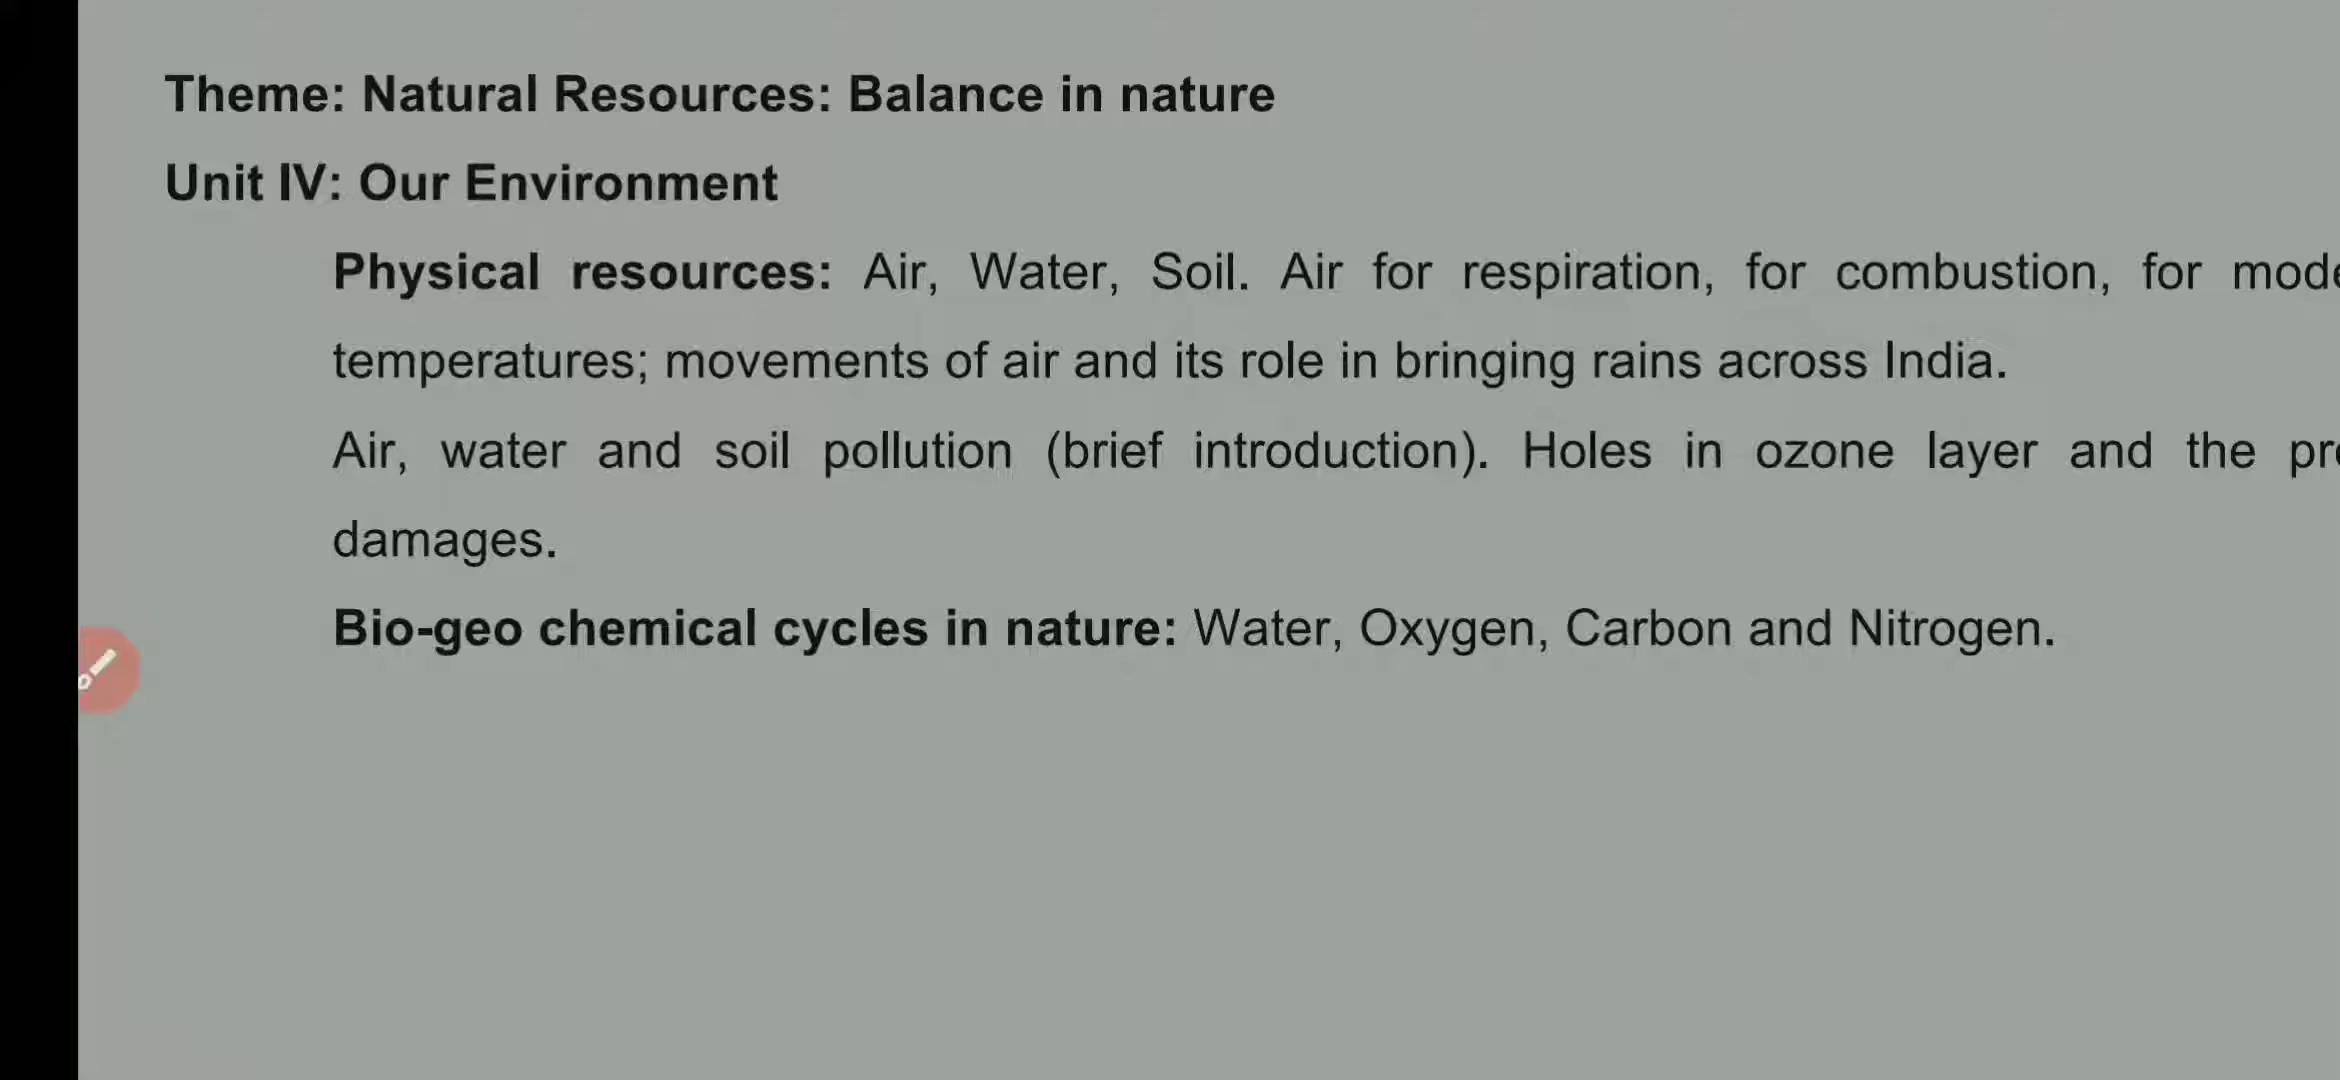 Theme: Natural Resources: Balance in nature
Unit IV: Our Environment
Physical resources: Air, Water, Soil. Air for respiration, for combustion, for
temperatures; movements of air and its role in bringing rains across India.
Air, water and soil pollution (brief introduction). Holes in ozone layer and the
damages.
Bio-geo chemical cycles in nature: Water, Oxygen, Carbon and Nitrogen.